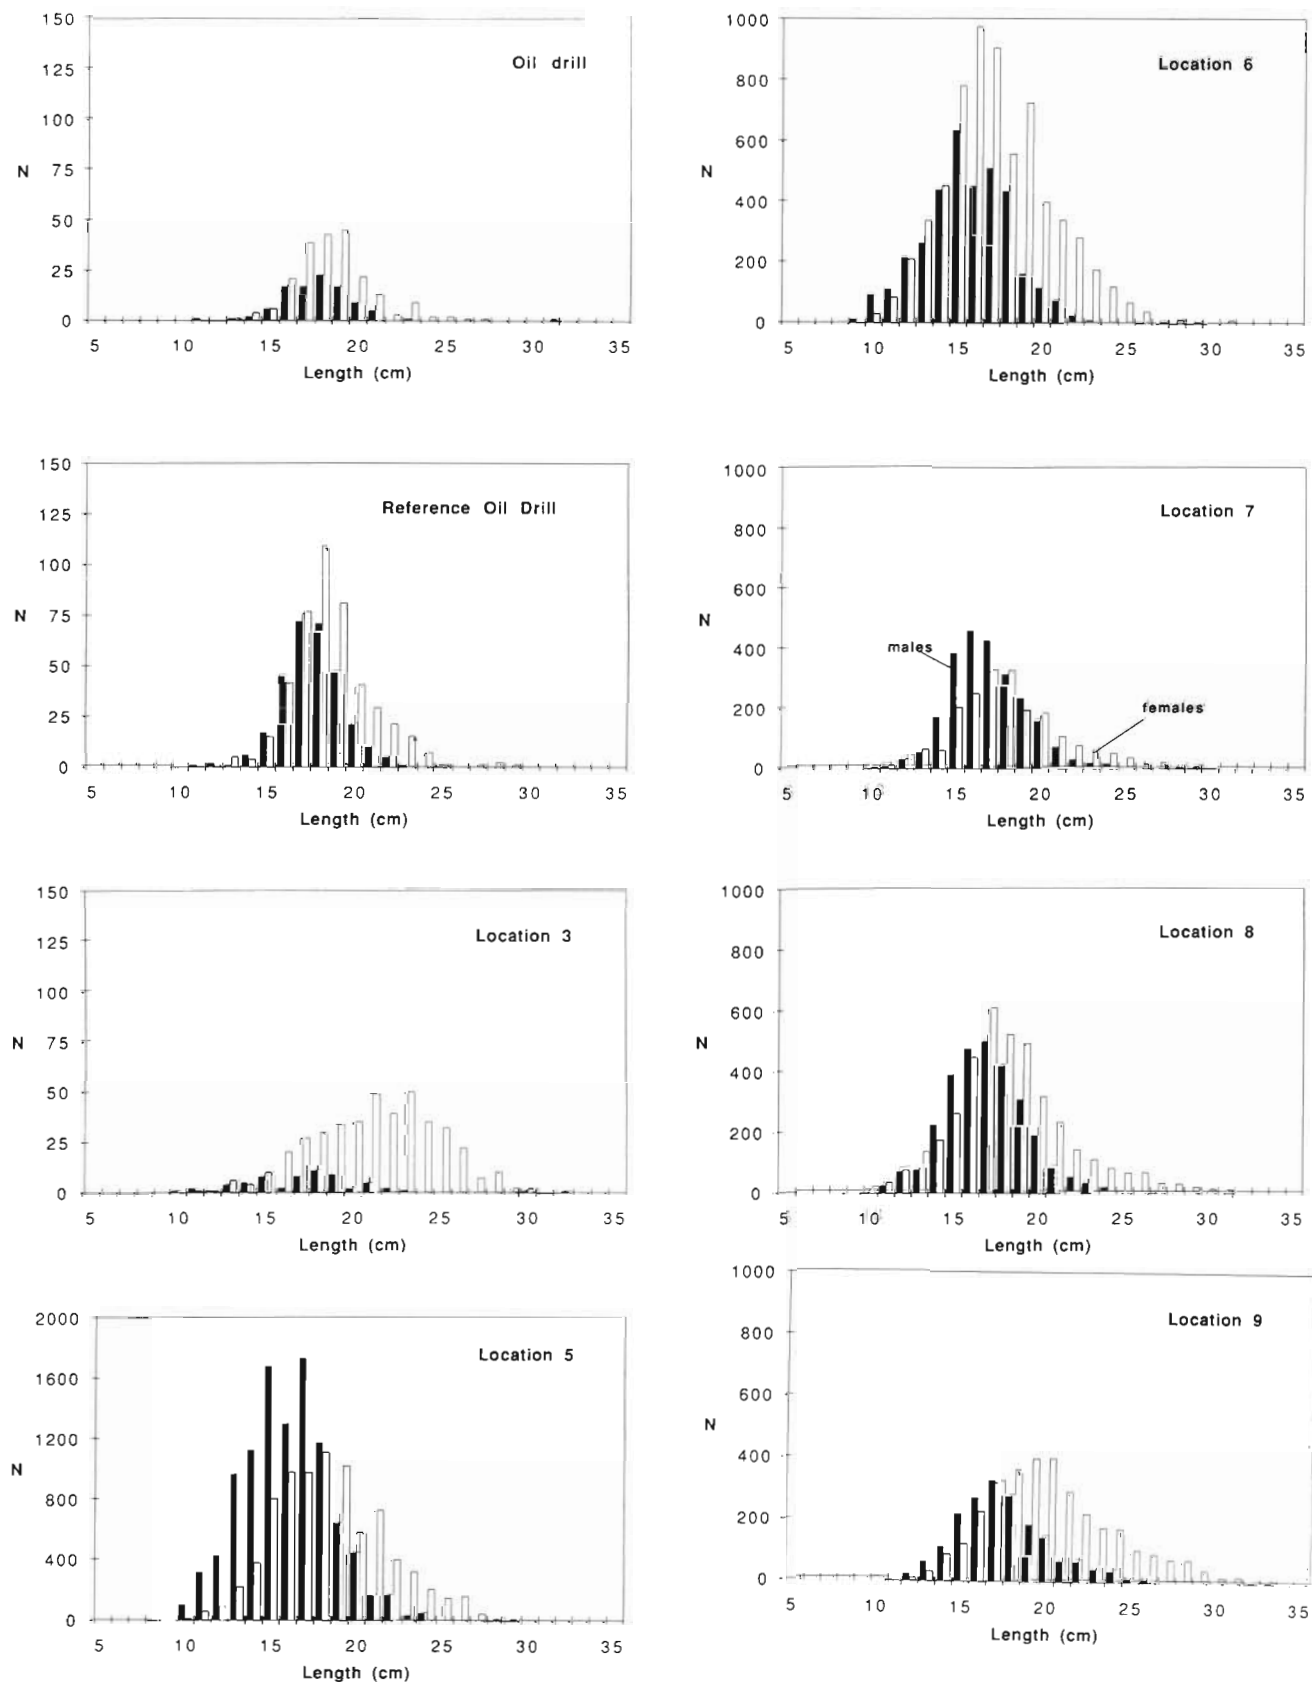 150
Oil drill
125
100
N 75
50
25
0
5 10 15 20 25 30 35
Length (cm)
1000
Location 6
800
600
N
400
200
0
5 10 15 20 25 30 35
Length (cm)
150
Reference Oil Drill
125
100
N 75
50
25
0
5 10 15 20 25 30 35
Length (cm)
1000
Location 7
800
600
N
400
males
200
females
0
5 10 15 20 25 30 35
Length (cm)
150
Location 3
125
100
N 75
50
25
0
5 10 15 20 25 30 35
Length (cm)
1000
Location 8
800
600
N
400
200
0
5 10 15 20 25 30 35
Length (cm)
2000
Location 5
1600
1200
N
800
400
0
5 10 15 20 25 30 35
Length (cm)
1000
Location 9
800
600
N
400
200
0
5 10 15 20 25 30 35
Length (cm)